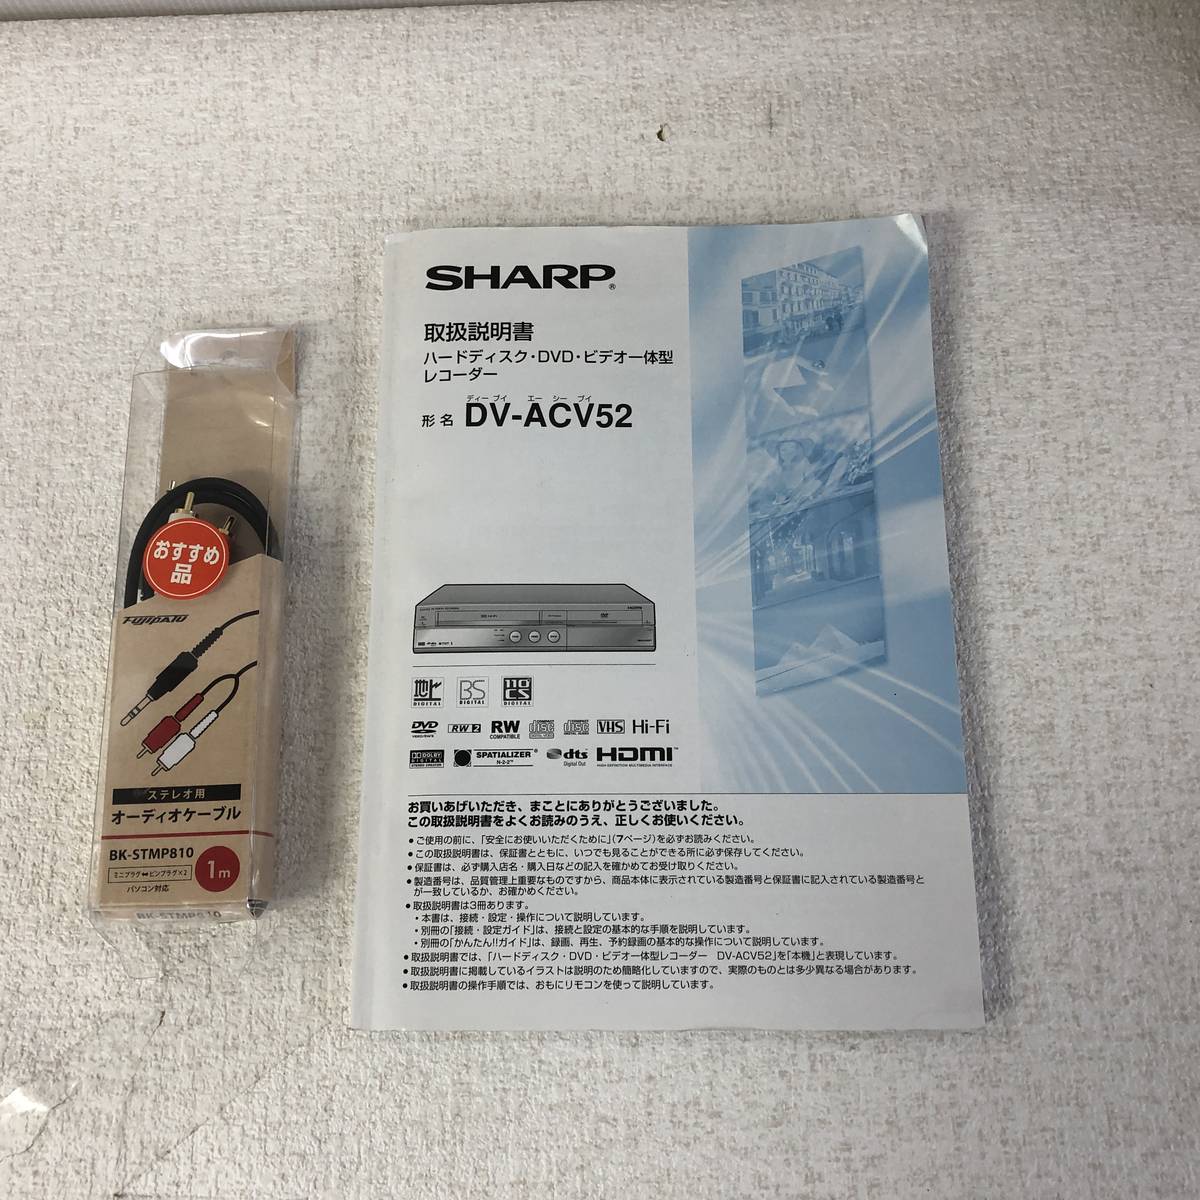 おすすめ
品
FUJIPARTS
ステレオ用
オーディオケーブル
BK-STMP810
1m
ミニプラグ⬌ピンプラグ×2
パソコン対応
BK-STMP810
SHARP®
取扱説明書
ハードディスク・DVD・ビデオ一体型
レコーダー
ディー ブイ エー シー ブイ
形名 DV-ACV52
HDMI
地上 DIGITAL BS DIGITAL 110°CS DIGITAL
DVD RW 2 RW COMPATIBLE disc disc VHS Hi-Fi
DOLBY DIGITAL SPATIALIZER® N-2-2™ dts Digital Out HDMI™ HIGH-DEFINITION MULTIMEDIA INTERFACE
お買いあげいただき、まことにありがとうございました。
この取扱説明書をよくお読みのうえ、正しくお使いください。
●ご使用の前に、「安全にお使いいただくために」(7ページ)を必ずお読みください。
●この取扱説明書は、保証書とともに、いつでも見ることができる所に必ず保存してください。
●保証書は、必ず購入店名・購入日などの記入を確かめてお受け取りください。
●製造番号は、品質管理上重要なものですから、商品本体に表示されている製造番号と保証書に記入されている製造番号と
が一致しているか、お確かめください。
●取扱説明書は3冊あります。
・本書は、接続・設定・操作について説明しています。
・別冊の「接続・設定ガイド」は、接続と設定の基本的な手順を説明しています。
・別冊の「かんたん!!ガイド」は、録画、再生、予約録画の基本的な操作について説明しています。
●取扱説明書では、「ハードディスク・DVD・ビデオ一体型レコーダー DV-ACV52」を「本機」と表現しています。
●取扱説明書に掲載しているイラストは説明のため簡略化していますので、実際のものとは多少異なる場合があります。
●取扱説明書の操作手順では、おもにリモコンを使って説明しています。